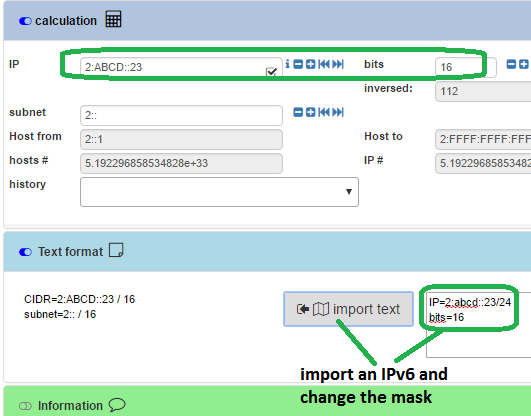 calculation
IP 2:ABCD::23 bits 16
inversed: 112
subnet 2::
Host from 2::1 Host to 2:FFFF:FFFF:FFF
hosts # 5.192296858534828e+33 IP # 5.19229685853482
history
Text format
CIDR=2:ABCD::23 / 16
subnet=2:: / 16
import text
IP=2:abcd::23/24
bits=16
import an IPv6 and
change the mask
Information